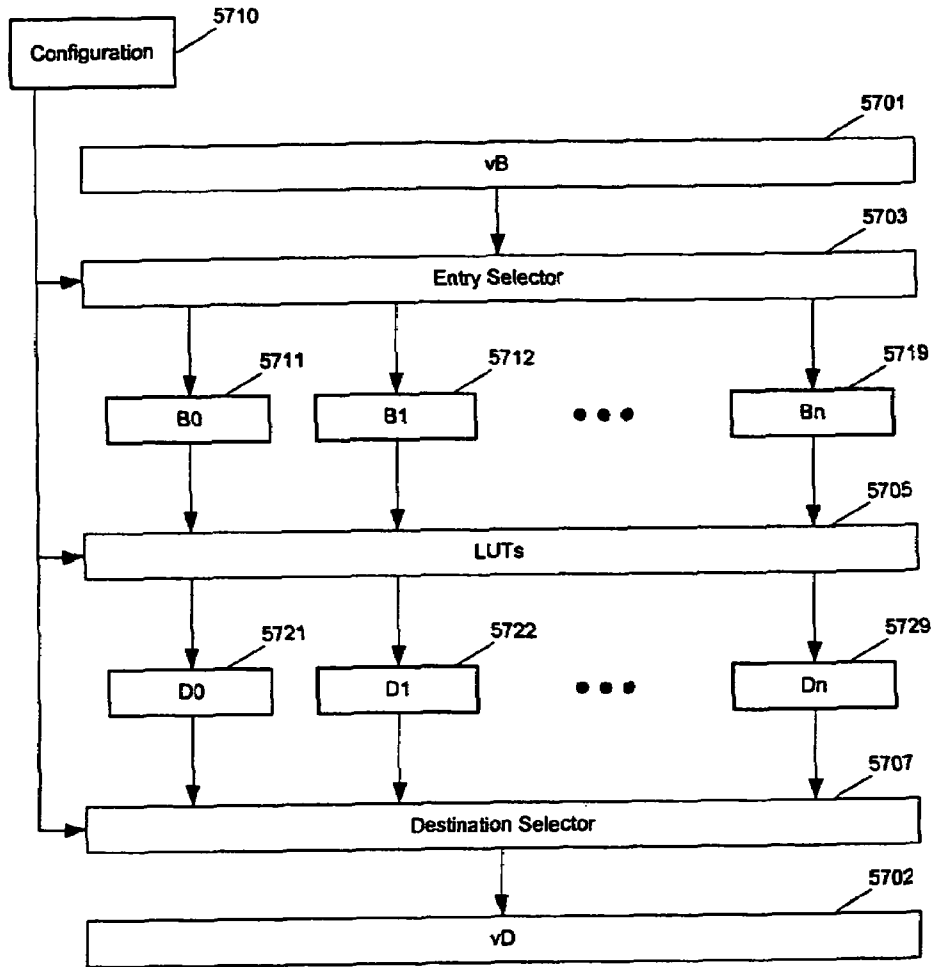 5710
Configuration
5701
vB
5703
Entry Selector
5711
5712
5719
B0
B1
Bn
5705
LUTs
5721
5722
5729
D0
D1
Dn
5707
Destination Selector
5702
vD